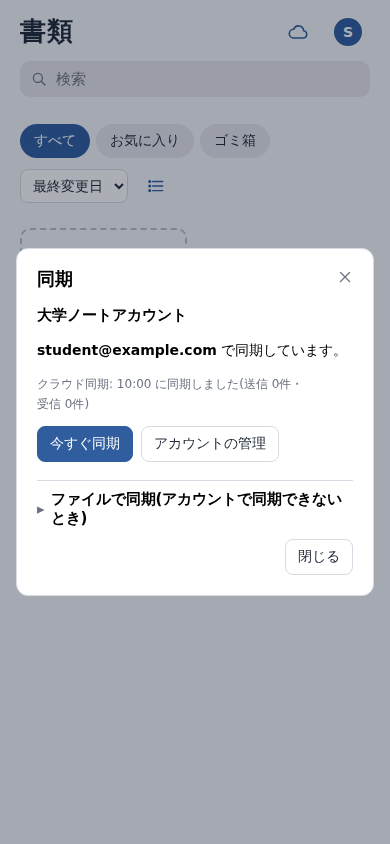 書類
S
検索
すべて
お気に入り
ゴミ箱
最終変更日
同期
大学ノートアカウント
student@example.com で同期しています。
クラウド同期: 10:00 に同期しました(送信 0件・
受信 0件)
今すぐ同期
アカウントの管理
ファイルで同期(アカウントで同期できない
とき)
閉じる